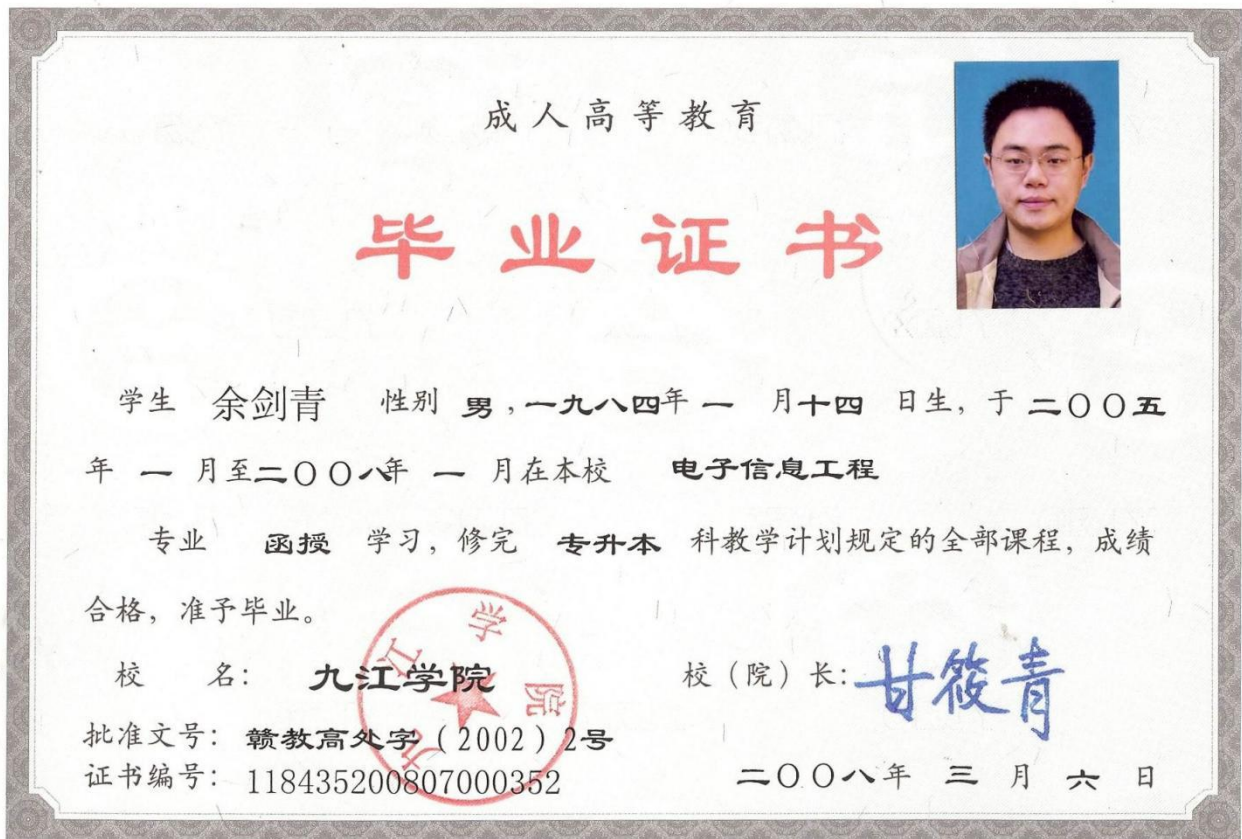 成人高等教育
毕业证书
学生 余剑青 性别 男，一九八四年 一 月十四 日生，于 二〇〇五
年 一 月至二〇〇八年 一 月在本校 电子信息工程
专业 函授 学习，修完 专升本 科教学计划规定的全部课程，成绩
合格，准予毕业。
校 名： 九江学院
校（院）长：甘筱青
九江学院
批准文号：赣教高处字（2002）2号
证书编号：118435200807000352
二〇〇八年 三 月 六 日